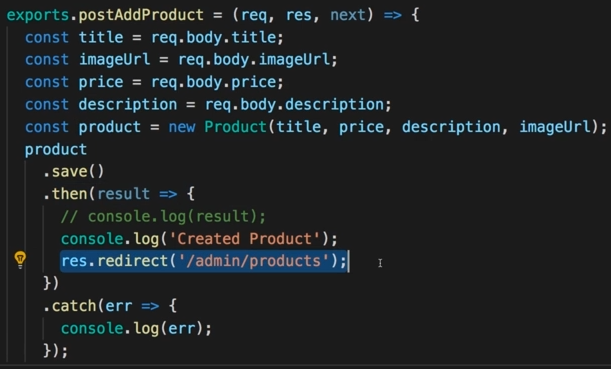 exports.postAddProduct = (req, res, next) => {
const title = req.body.title;
const imageUrl = req.body.imageUrl;
const price = req.body.price;
const description = req.body.description;
const product = new Product(title, price, description, imageUrl);
product
.save()
.then(result => {
// console.log(result);
console.log('Created Product');
res.redirect('/admin/products');
})
.catch(err => {
console.log(err);
});